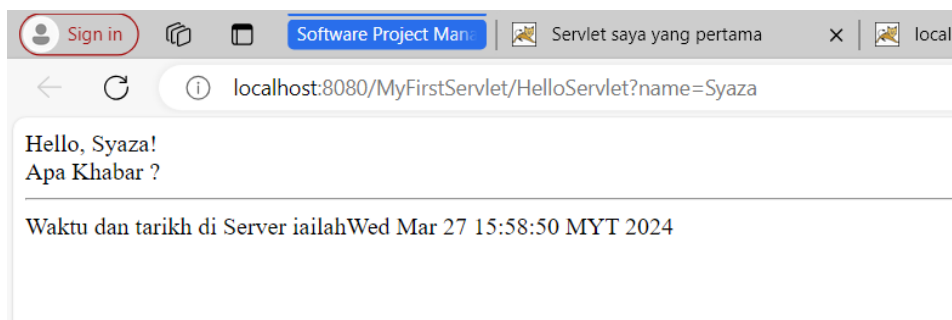 Sign in
Software Project Mana
Servlet saya yang pertama
local
localhost:8080/MyFirstServlet/HelloServlet?name=Syaza
Hello, Syaza!
Apa Khabar ?
Waktu dan tarikh di Server iailahWed Mar 27 15:58:50 MYT 2024